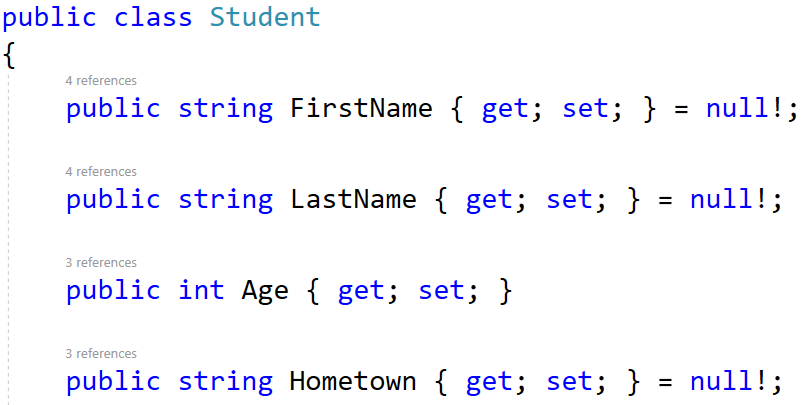 public class Student
{
4 references
public string FirstName { get; set; } = null!;
4 references
public string LastName { get; set; } = null!;
3 references
public int Age { get; set; }
3 references
public string Hometown { get; set; } = null!;